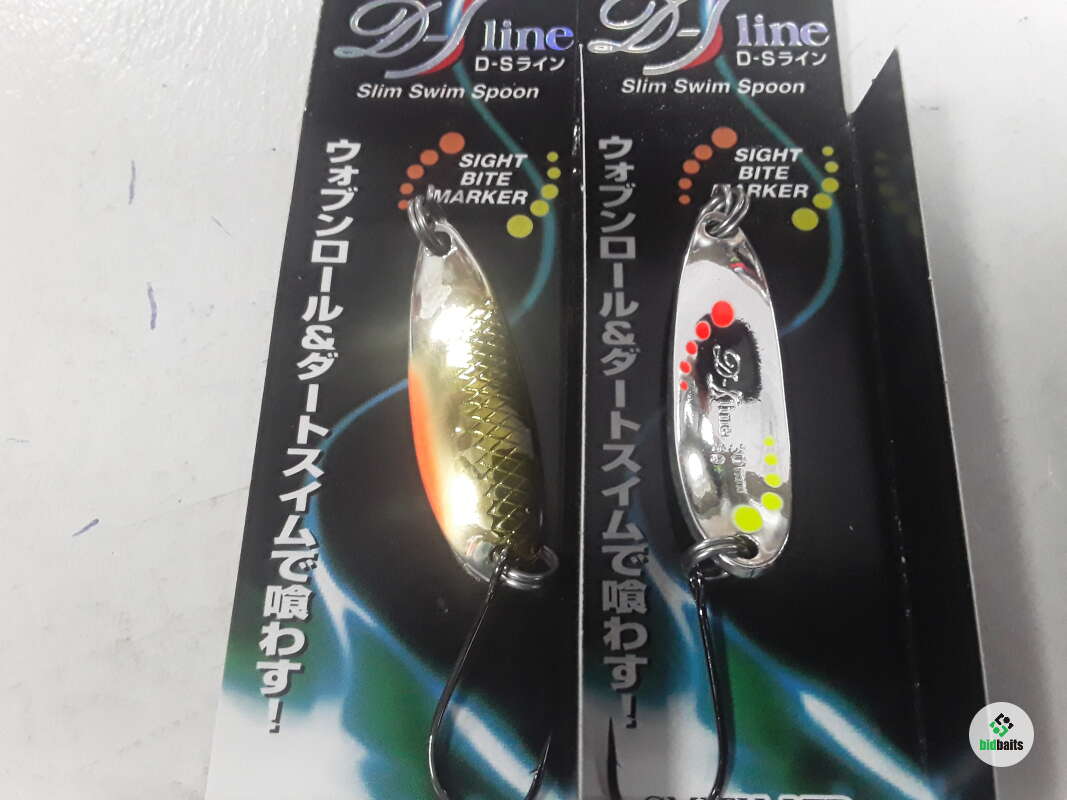 D-S line
D-Sライン
Slim Swim Spoon
SIGHT
BITE
MARKER
ウォブンロール&ダートスイムで喰わす!
D-S line
D-Sライン
Slim Swim Spoon
SIGHT
BITE
MARKER
ウォブンロール&ダートスイムで喰わす!
D-S line
bidbaits